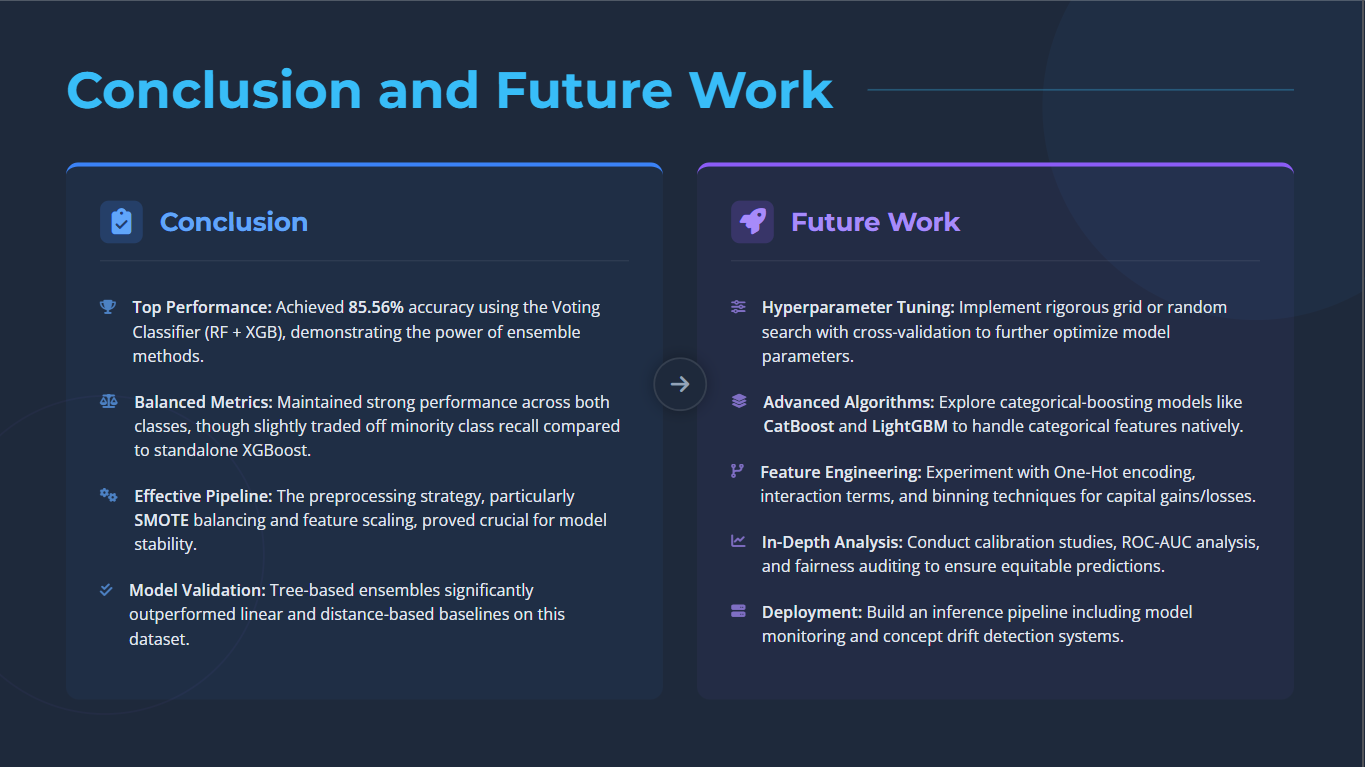 Conclusion and Future Work
Conclusion
Top Performance: Achieved 85.56% accuracy using the Voting
Classifier (RF + XGB), demonstrating the power of ensemble
methods.
Balanced Metrics: Maintained strong performance across both
classes, though slightly traded off minority class recall compared
to standalone XGBoost.
Effective Pipeline: The preprocessing strategy, particularly
SMOTE balancing and feature scaling, proved crucial for model
stability.
Model Validation: Tree-based ensembles significantly
outperformed linear and distance-based baselines on this
dataset.
Future Work
Hyperparameter Tuning: Implement rigorous grid or random
search with cross-validation to further optimize model
parameters.
Advanced Algorithms: Explore categorical-boosting models like
CatBoost and LightGBM to handle categorical features natively.
Feature Engineering: Experiment with One-Hot encoding,
interaction terms, and binning techniques for capital gains/losses.
In-Depth Analysis: Conduct calibration studies, ROC-AUC analysis,
and fairness auditing to ensure equitable predictions.
Deployment: Build an inference pipeline including model
monitoring and concept drift detection systems.